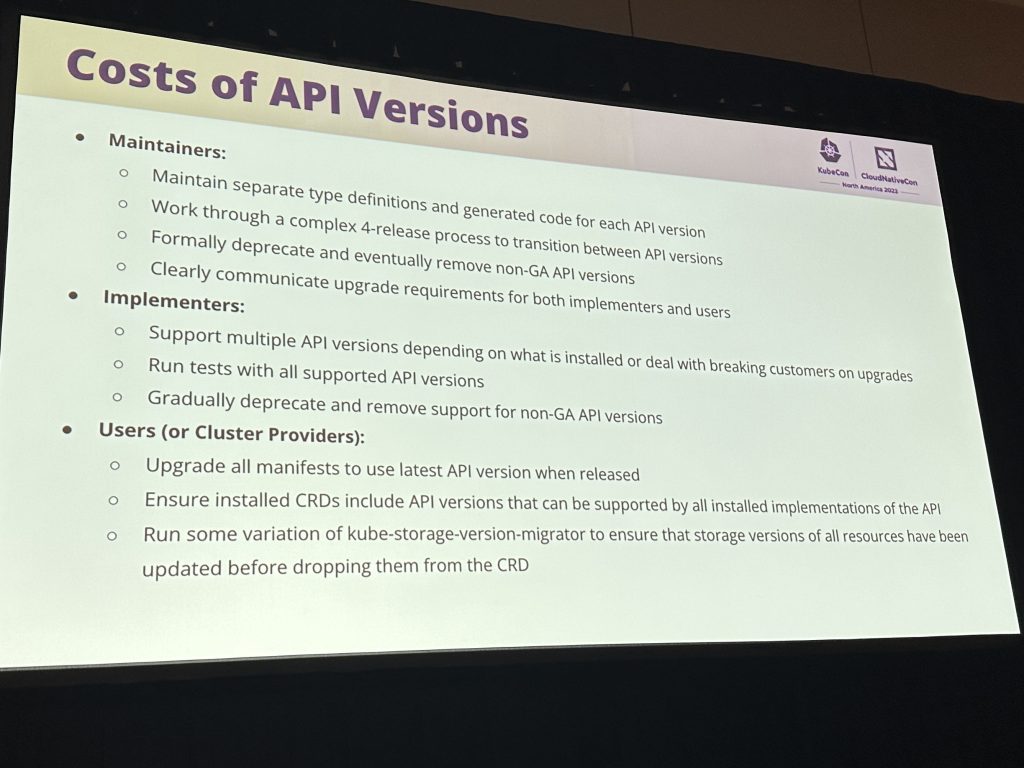 Costs of API Versions
KubeCon
CloudNativeCon
North America 2023
● Maintainers:
○ Maintain separate type definitions and generated code for each API version
○ Work through a complex 4-release process to transition between API versions
○ Formally deprecate and eventually remove non-GA API versions
○ Clearly communicate upgrade requirements for both implementers and users
● Implementers:
○ Support multiple API versions depending on what is installed or deal with breaking customers on upgrades
○ Run tests with all supported API versions
○ Gradually deprecate and remove support for non-GA API versions
● Users (or Cluster Providers):
○ Upgrade all manifests to use latest API version when released
○ Ensure installed CRDs include API versions that can be supported by all installed implementations of the API
○ Run some variation of kube-storage-version-migrator to ensure that storage versions of all resources have been
updated before dropping them from the CRD